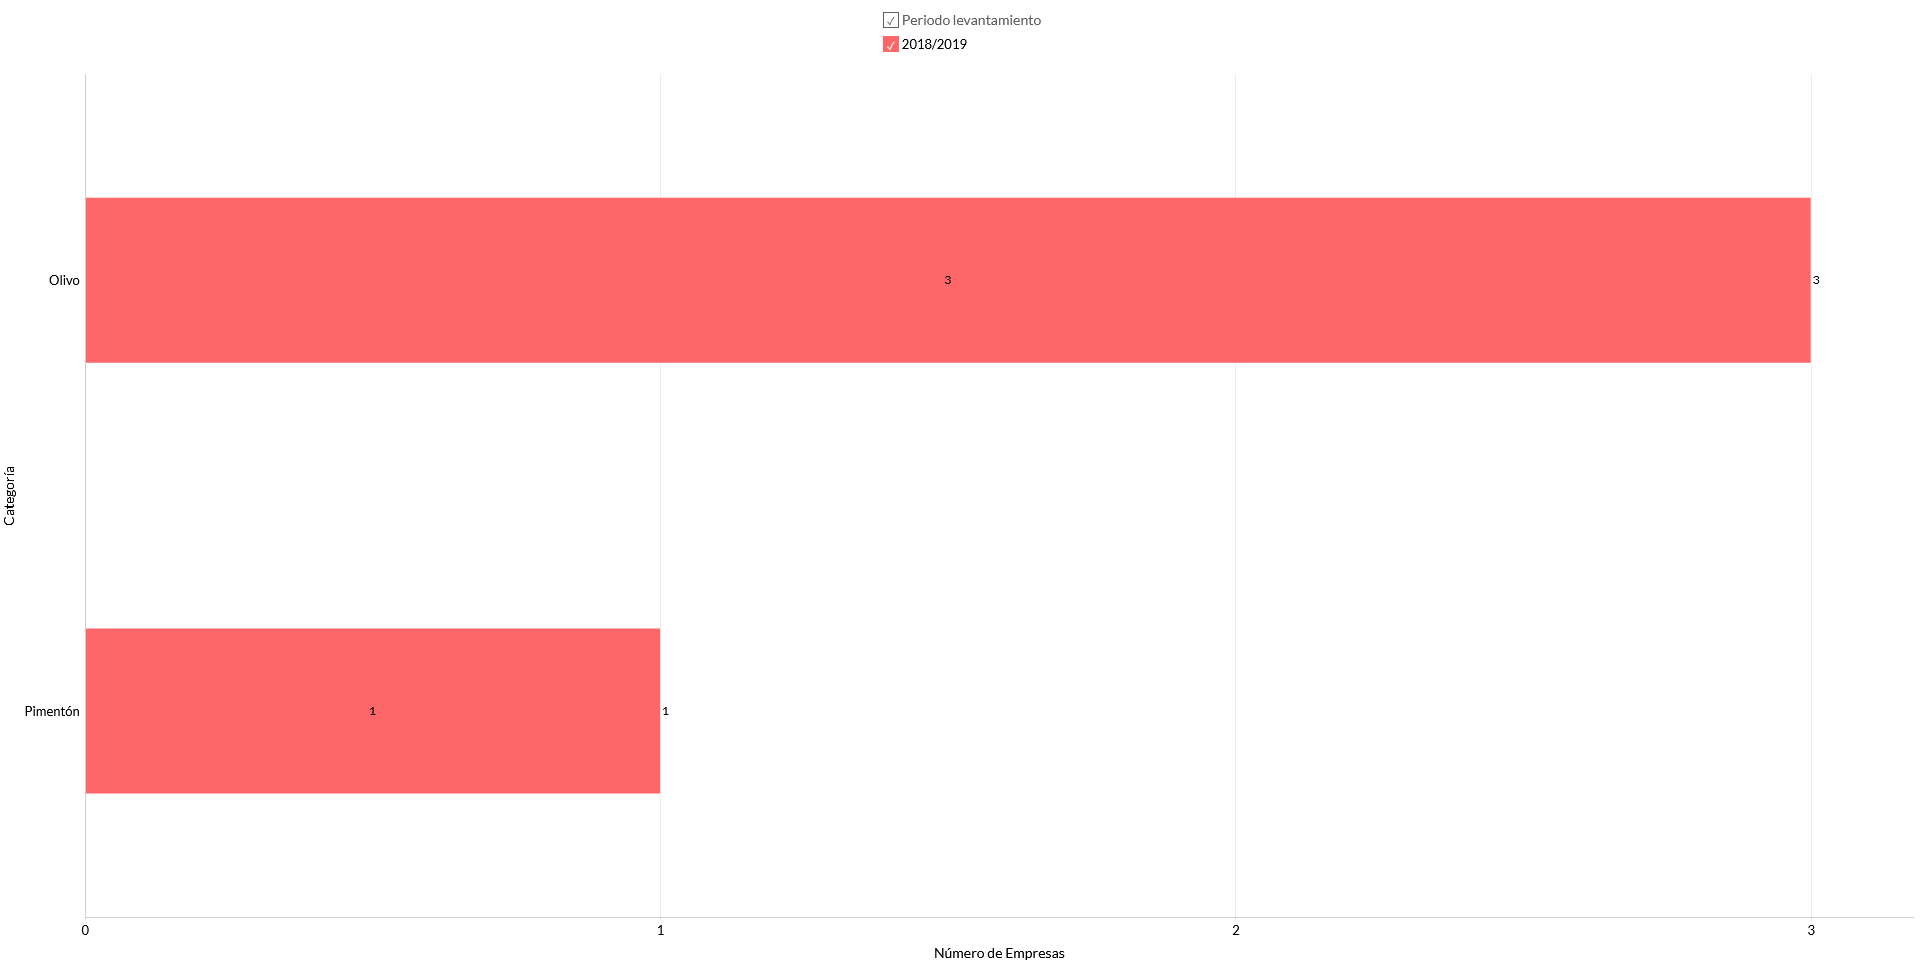 Periodo levantamiento
2018/2019
Categoría
Olivo
3
3
Pimentón
1
1
0
1
2
3
Número de Empresas